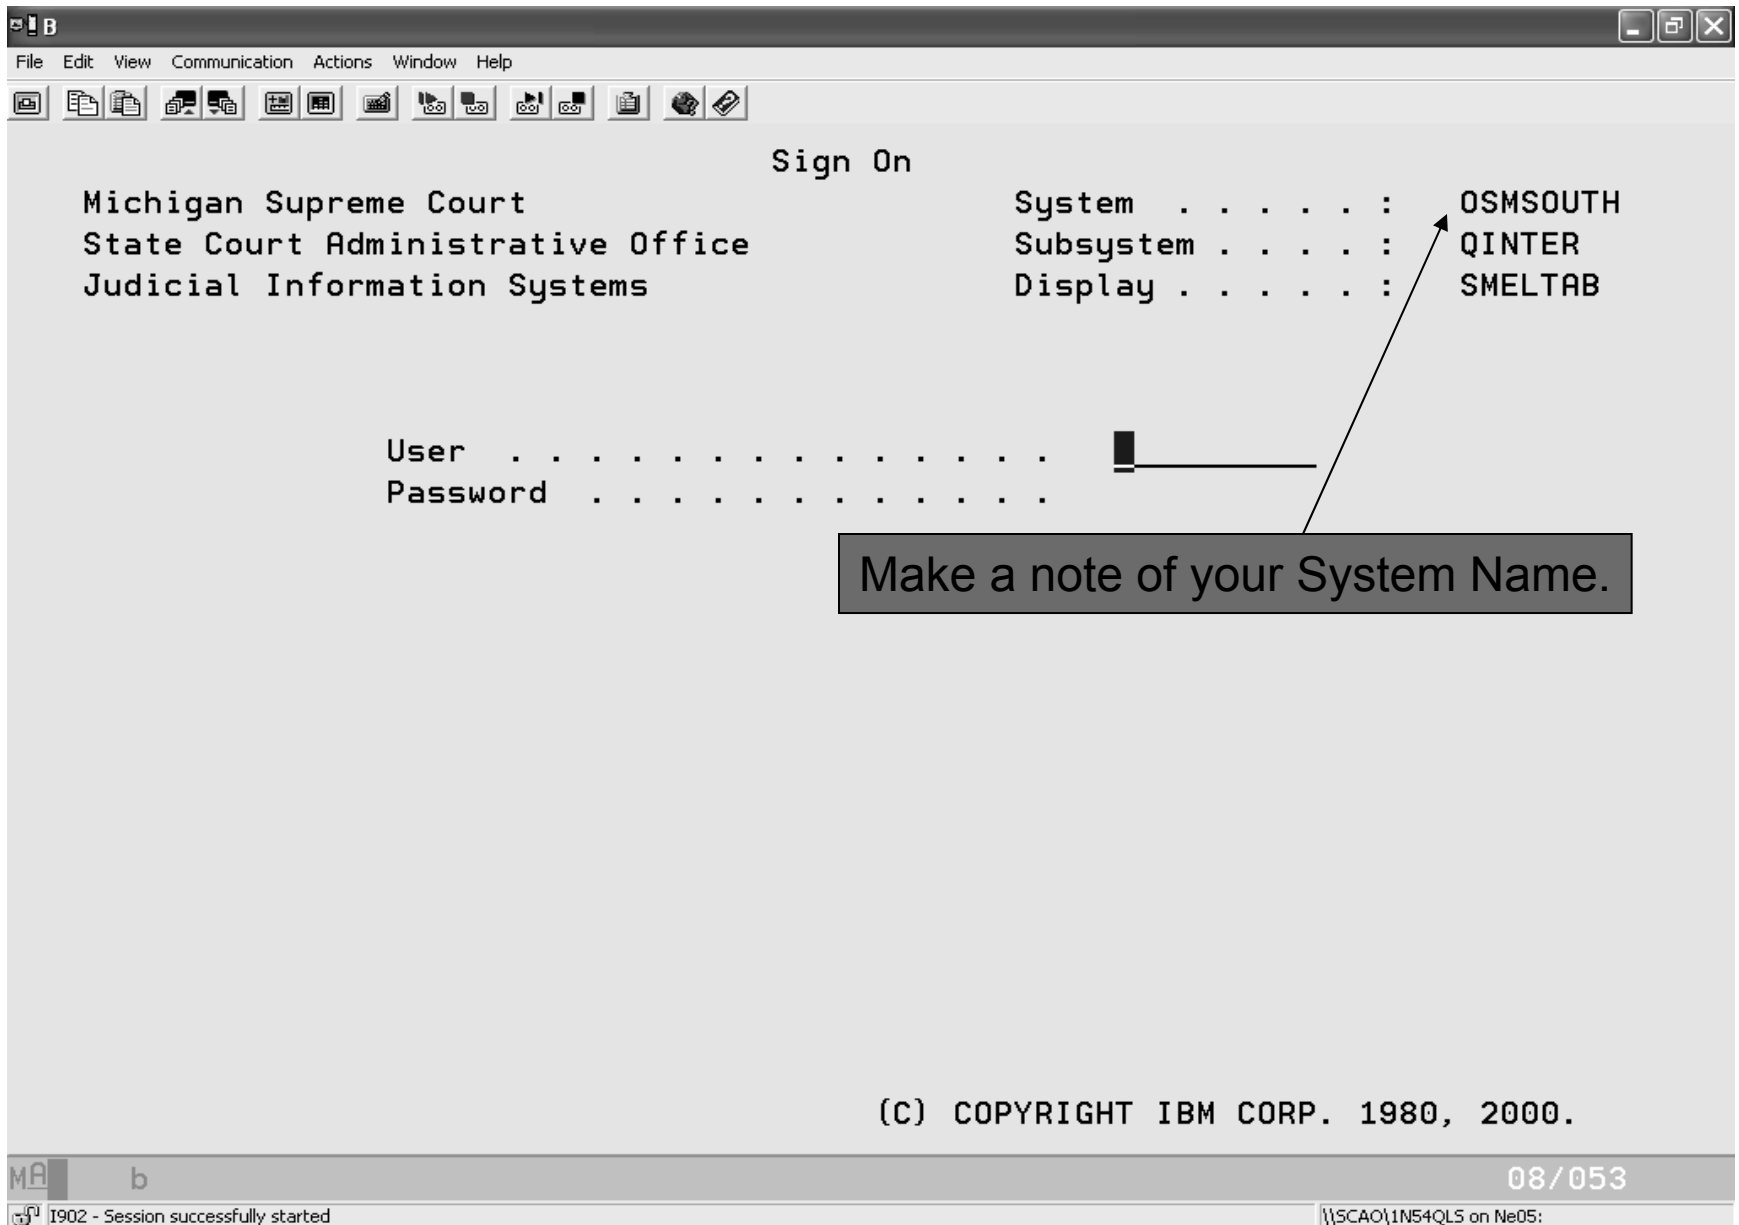 B
File Edit View Communication Actions Window Help
Sign On
Michigan Supreme Court System . . . . . : OSMSOUTH
State Court Administrative Office Subsystem . . . . : QINTER
Judicial Information Systems Display . . . . . : SMELTAB
User . . . . . . . . . . . . . .
Password . . . . . . . . . . . .
Make a note of your System Name.
(C) COPYRIGHT IBM CORP. 1980, 2000.
MA b 08/053
I902 - Session successfully started \\SCAO\1N54QLS on Ne05: